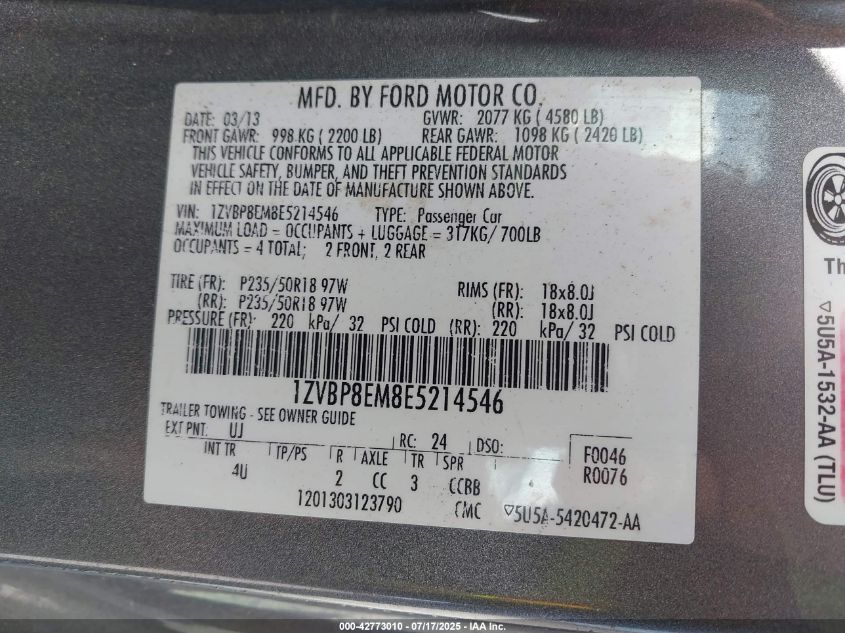 MFD. BY FORD MOTOR CO.
DATE: 03/13 GVWR: 2077 KG ( 4580 LB)
FRONT GAWR: 998 KG ( 2200 LB) REAR GAWR: 1098 KG ( 2420 LB)
THIS VEHICLE CONFORMS TO ALL APPLICABLE FEDERAL MOTOR
VEHICLE SAFETY, BUMPER, AND THEFT PREVENTION STANDARDS
IN EFFECT ON THE DATE OF MANUFACTURE SHOWN ABOVE.
VIN: 1ZVBP8EM8E5214546 TYPE: Passenger Car
MAXIMUM LOAD = OCCUPANTS + LUGGAGE = 317KG/ 700LB
OCCUPANTS = 4 TOTAL; 2 FRONT, 2 REAR
TIRE (FR): P235/50R18 97W RIMS (FR): 18x8.0J
(RR): P235/50R18 97W (RR): 18x8.0J
PRESSURE (FR): 220 kPa/ 32 PSI COLD (RR): 220 kPa/ 32 PSI COLD
1ZVBP8EM8E5214546
TRAILER TOWING - SEE OWNER GUIDE
EXT PNT: UJ RC: 24 DSO: F0046
INT TR TP/PS R AXLE TR SPR R0076
4U 2 CC 3 CCBB
1201303123790 CMC ▽5U5A-5420472-AA
Th
▽5U5A-1532-AA (TLU)
000-42773010 - 07/17/2025 - IAA Inc.